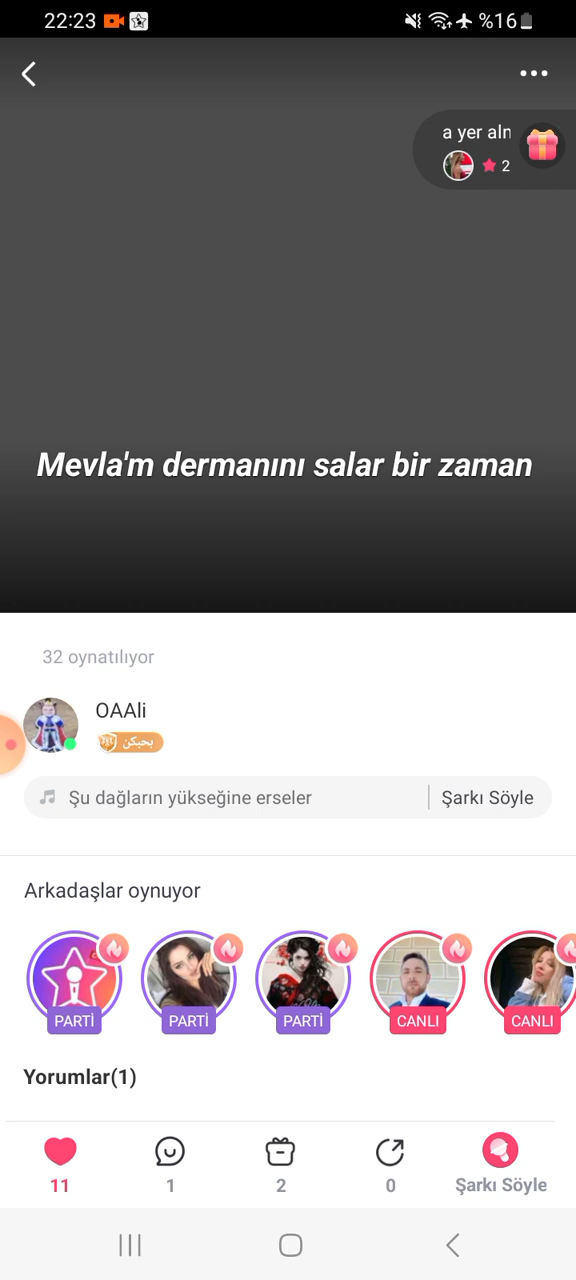 22:23
%16
a yer aln
2
Mevla'm dermanını salar bir zaman
32 oynatılıyor
OAAli
بحبكن
Şu dağların yükseğine erseler
Şarkı Söyle
Arkadaşlar oynuyor
PARTİ
PARTİ
PARTİ
CANLI
CANLI
Yorumlar(1)
11
1
2
0
Şarkı Söyle